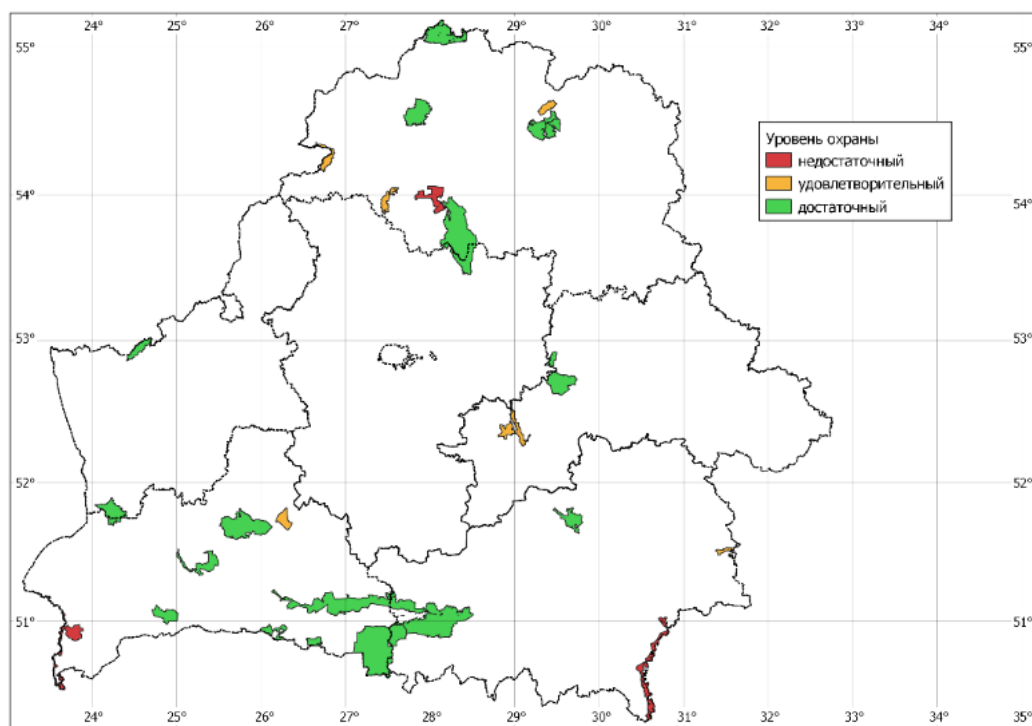 24° 25° 26° 27° 28° 29° 30° 31° 32° 33° 34°
55° 55°
Уровень охраны
недостаточный
удовлетворительный
достаточный
54° 54°
53° 53°
52° 52°
51° 51°
24° 25° 26° 27° 28° 29° 30° 31° 32° 33° 34° 35°